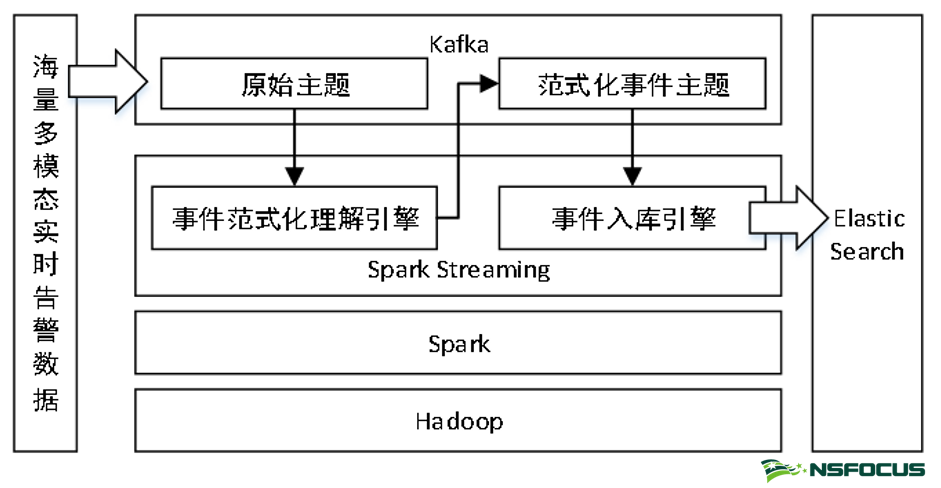 海量多模态实时告警数据
Kafka
原始主题
范式化事件主题
事件范式化理解引擎
事件入库引擎
Spark Streaming
Spark
Hadoop
Elastic
Search
NSFOCUS